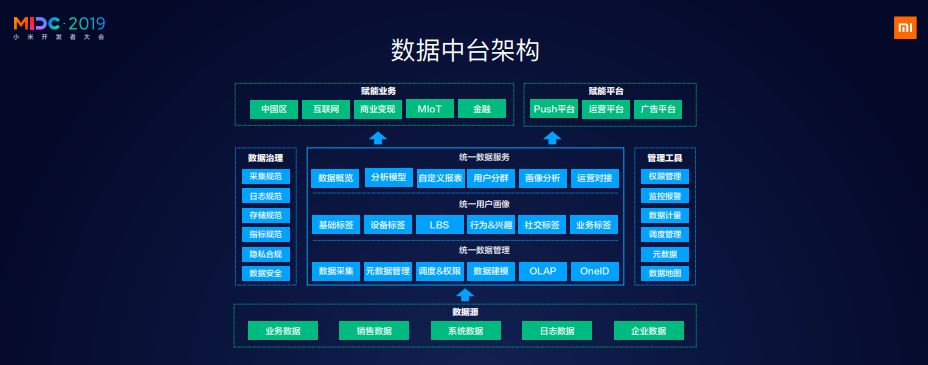 MIDC·2019
小米开发者大会
数据中台架构
赋能业务
中国区 互联网 商业变现 MIoT 金融
赋能平台
Push平台 运营平台 广告平台
数据治理
采集规范
日志规范
存储规范
指标规范
隐私合规
数据安全
统一数据服务
数据概览 分析模型 自定义报表 用户分群 画像分析 运营对接
统一用户画像
基础标签 设备标签 LBS 行为&兴趣 社交标签 业务标签
统一数据管理
数据采集 元数据管理 调度&权限 数据建模 OLAP OneID
管理工具
权限管理
监控报警
数据计量
调度管理
元数据
数据地图
数据源
业务数据 销售数据 系统数据 日志数据 企业数据